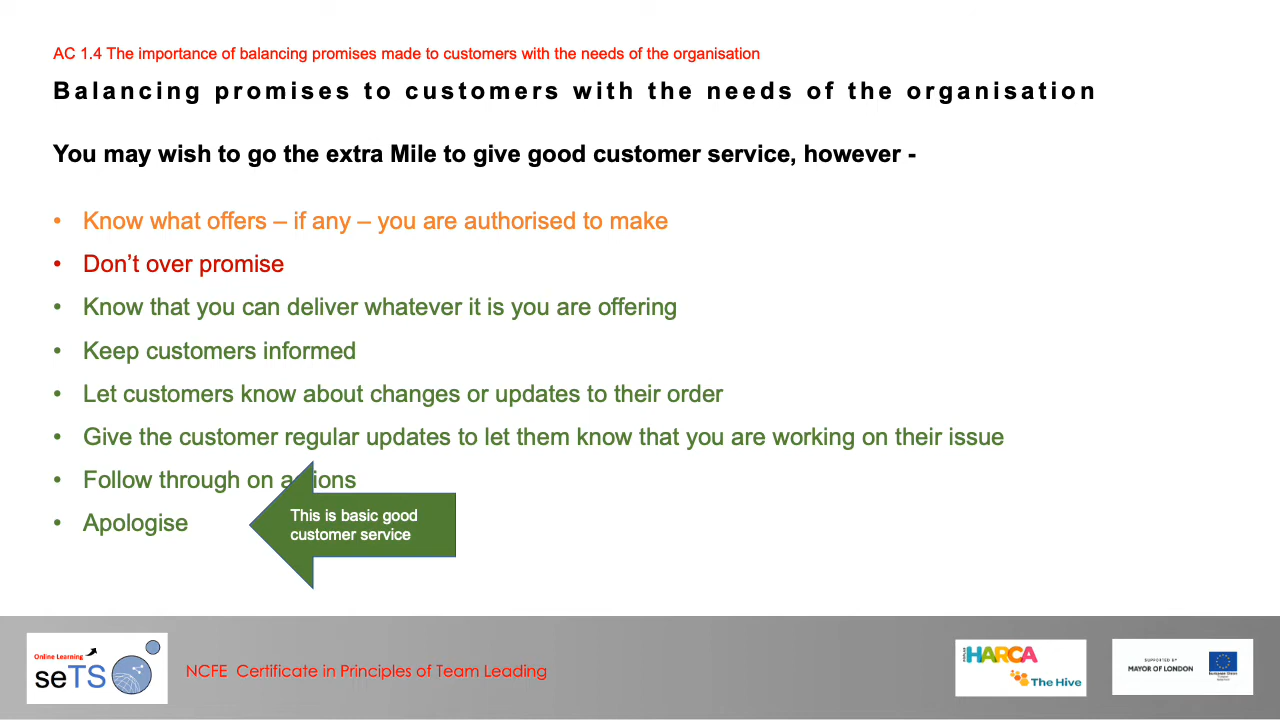 AC 1.4 The importance of balancing promises made to customers with the needs of the organisation
Balancing promises to customers with the needs of the organisation
You may wish to go the extra Mile to give good customer service, however -
• Know what offers – if any – you are authorised to make
• Don’t over promise
• Know that you can deliver whatever it is you are offering
• Keep customers informed
• Let customers know about changes or updates to their order
• Give the customer regular updates to let them know that you are working on their issue
• Follow through on actions
• Apologise
This is basic good
customer service
Online Learning
seTS
NCFE Certificate in Principles of Team Leading
HARCA
The Hive
SUPPORTED BY
MAYOR OF LONDON